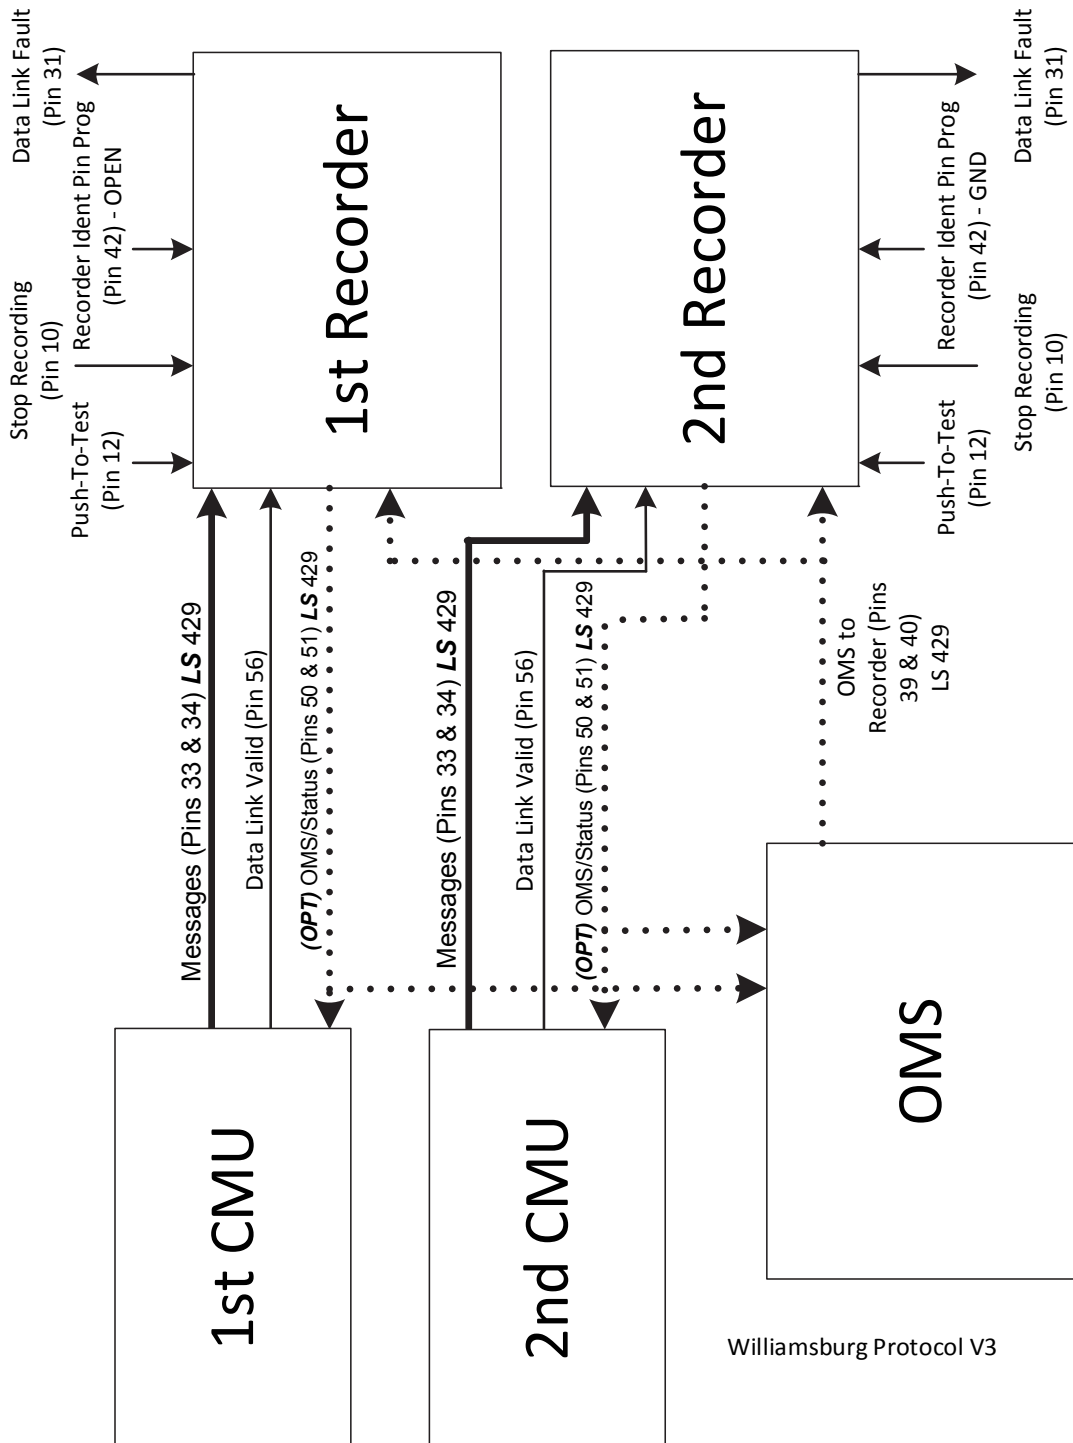 Data Link Fault
(Pin 31)
Recorder Ident Pin Prog
(Pin 42) - OPEN
Stop Recording
(Pin 10)
Push-To-Test
(Pin 12)
1st Recorder
2nd Recorder
Data Link Fault
(Pin 31)
Recorder Ident Pin Prog
(Pin 42) - GND
Stop Recording
(Pin 10)
Push-To-Test
(Pin 12)
Messages (Pins 33 & 34) LS 429
Data Link Valid (Pin 56)
(OPT) OMS/Status (Pins 50 & 51) LS 429
Messages (Pins 33 & 34) LS 429
Data Link Valid (Pin 56)
(OPT) OMS/Status (Pins 50 & 51) LS 429
OMS to
Recorder (Pins
39 & 40)
LS 429
1st CMU
2nd CMU
OMS
Williamsburg Protocol V3